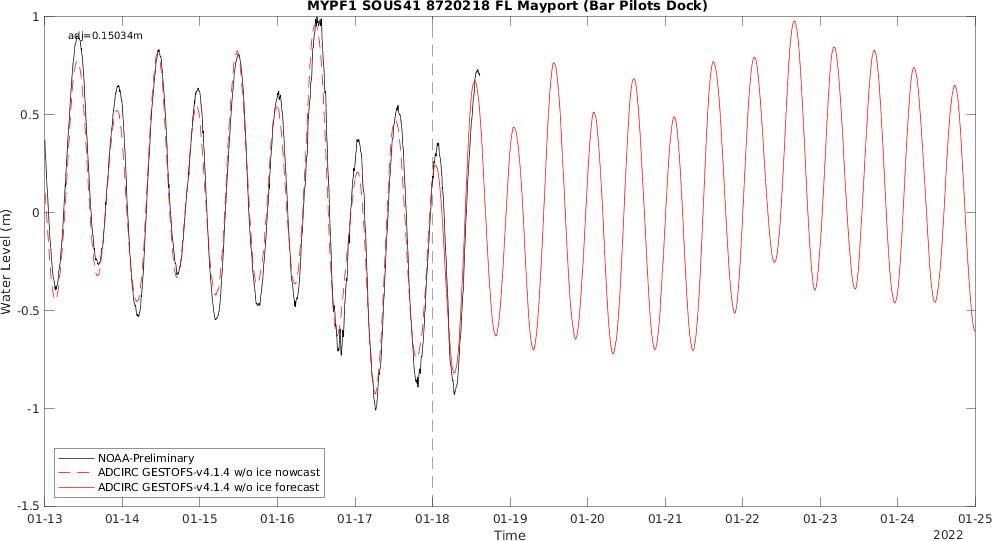 MYPF1 SOUS41 8720218 FL Mayport (Bar Pilots Dock)
adj=0.15034m
1
0.5
0
-0.5
-1
-1.5
Water Level (m)
NOAA-Preliminary
ADCIRC GESTOFS-v4.1.4 w/o ice nowcast
ADCIRC GESTOFS-v4.1.4 w/o ice forecast
01-13 01-14 01-15 01-16 01-17 01-18 01-19 01-20 01-21 01-22 01-23 01-24 01-25
Time
2022